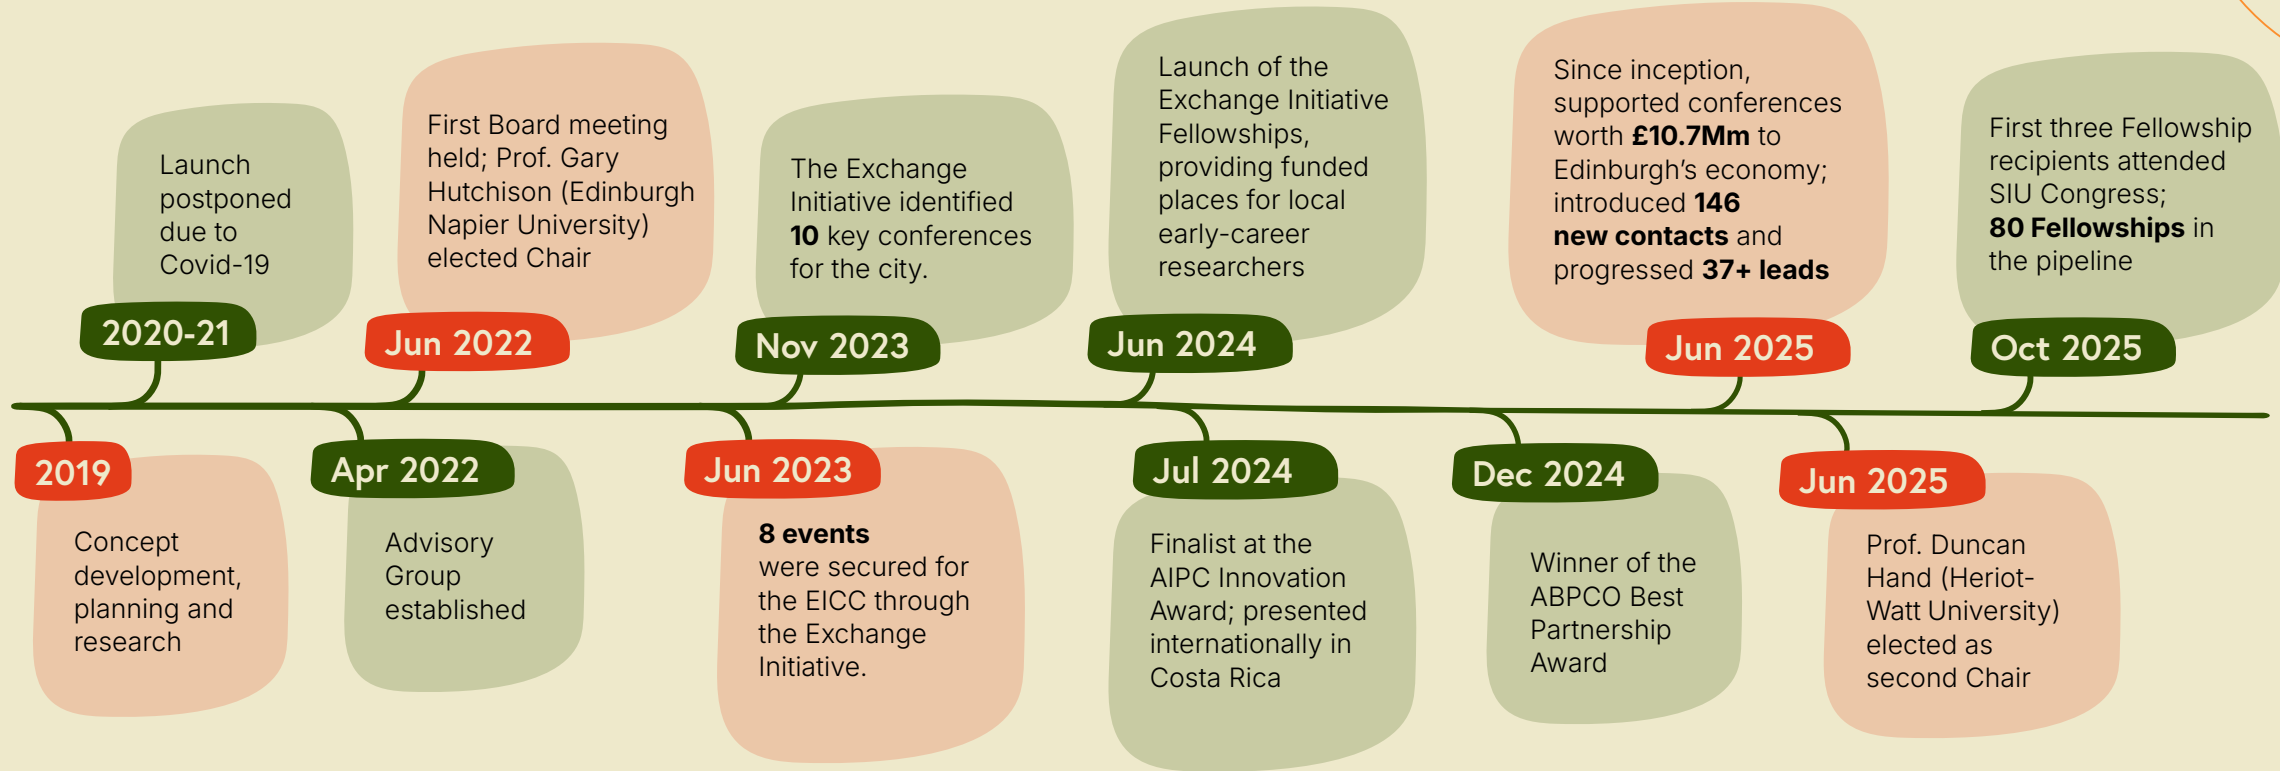 Launch
postponed
due to
Covid-19
2020-21
First Board meeting
held; Prof. Gary
Hutchison (Edinburgh
Napier University)
elected Chair
Jun 2022
The Exchange
Initiative identified
10 key conferences
for the city.
Nov 2023
Launch of the
Exchange Initiative
Fellowships,
providing funded
places for local
early-career
researchers
Jun 2024
Since inception,
supported conferences
worth £10.7Mm to
Edinburgh’s economy;
introduced 146
new contacts and
progressed 37+ leads
Jun 2025
First three Fellowship
recipients attended
SIU Congress;
80 Fellowships in
the pipeline
Oct 2025
2019
Concept
development,
planning and
research
Apr 2022
Advisory
Group
established
Jun 2023
8 events
were secured for
the EICC through
the Exchange
Initiative.
Jul 2024
Finalist at the
AIPC Innovation
Award; presented
internationally in
Costa Rica
Dec 2024
Winner of the
ABPCO Best
Partnership
Award
Jun 2025
Prof. Duncan
Hand (Heriot-
Watt University)
elected as
second Chair